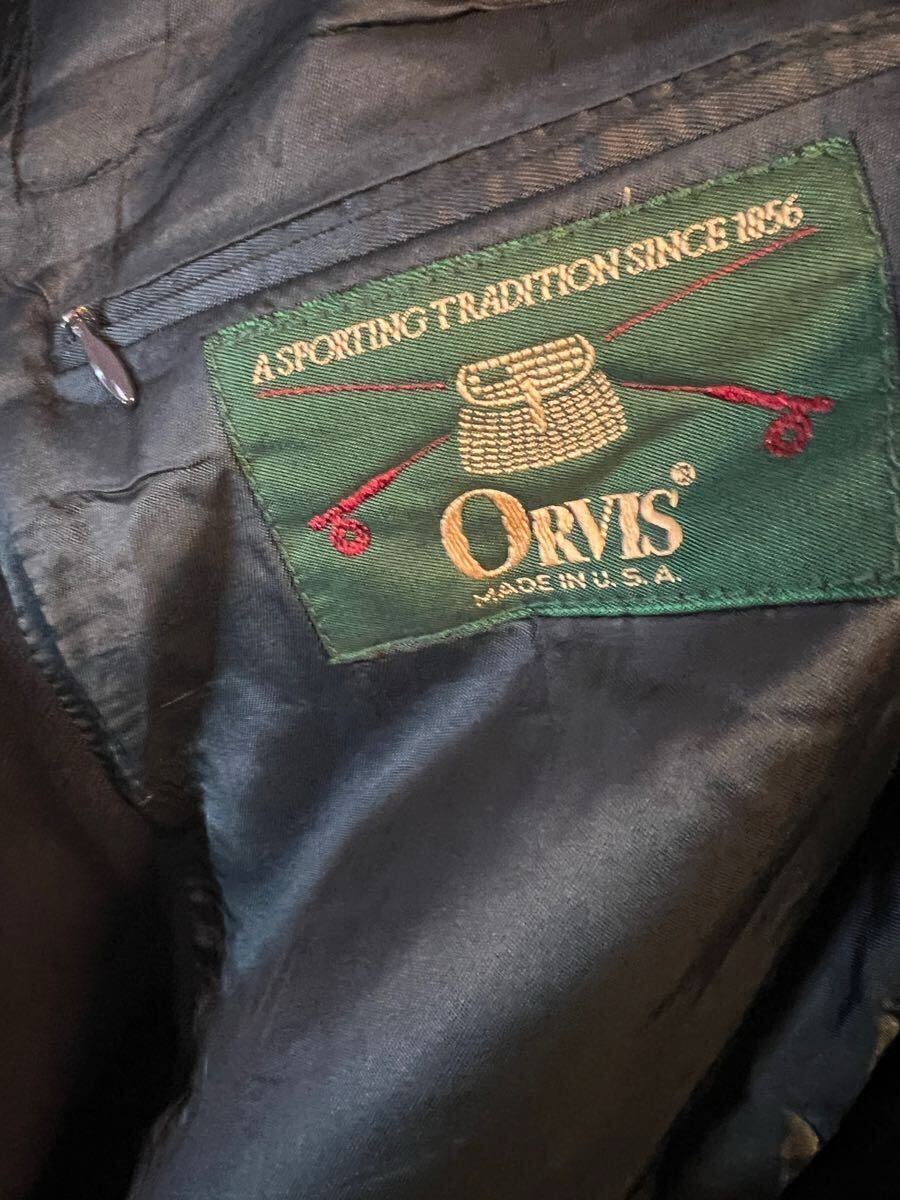 A SPORTING TRADITION SINCE 1856
ORVIS®
MADE IN U.S.A.